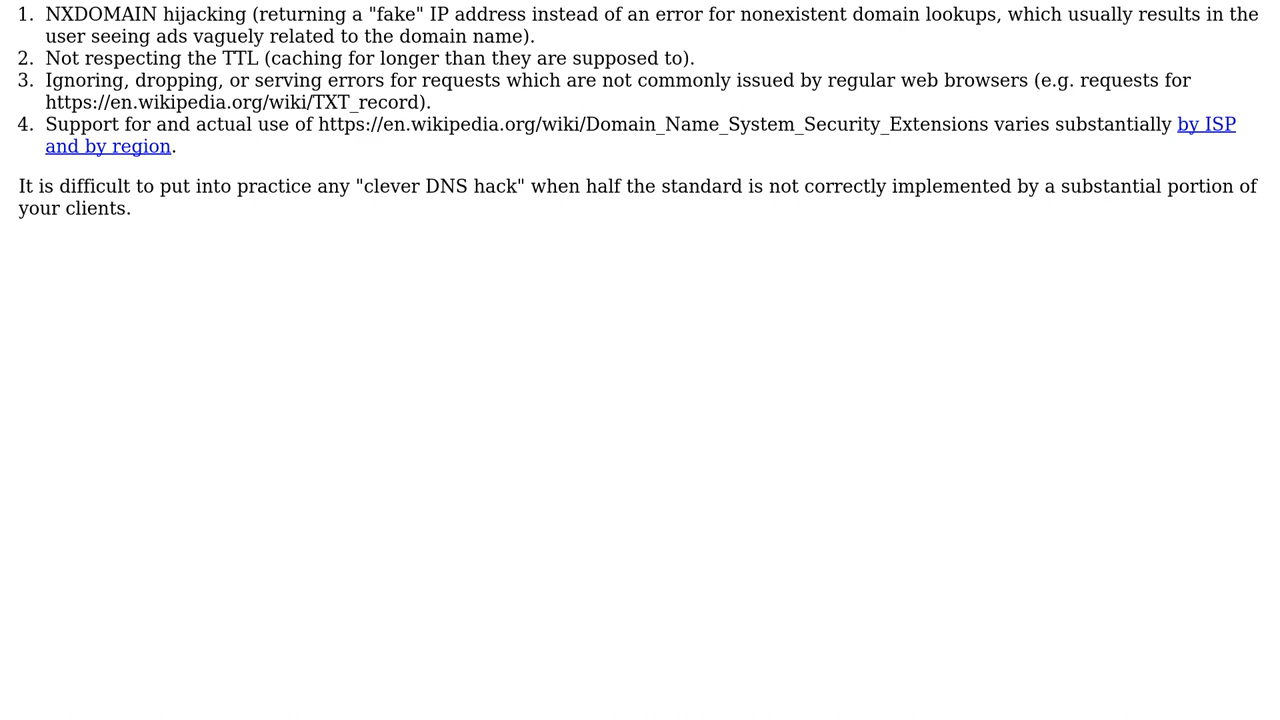 1. NXDOMAIN hijacking (returning a "fake" IP address instead of an error for nonexistent domain lookups, which usually results in the
user seeing ads vaguely related to the domain name).
2. Not respecting the TTL (caching for longer than they are supposed to).
3. Ignoring, dropping, or serving errors for requests which are not commonly issued by regular web browsers (e.g. requests for
https://en.wikipedia.org/wiki/TXT_record).
4. Support for and actual use of https://en.wikipedia.org/wiki/Domain_Name_System_Security_Extensions varies substantially by ISP
and by region.
It is difficult to put into practice any "clever DNS hack" when half the standard is not correctly implemented by a substantial portion of
your clients.